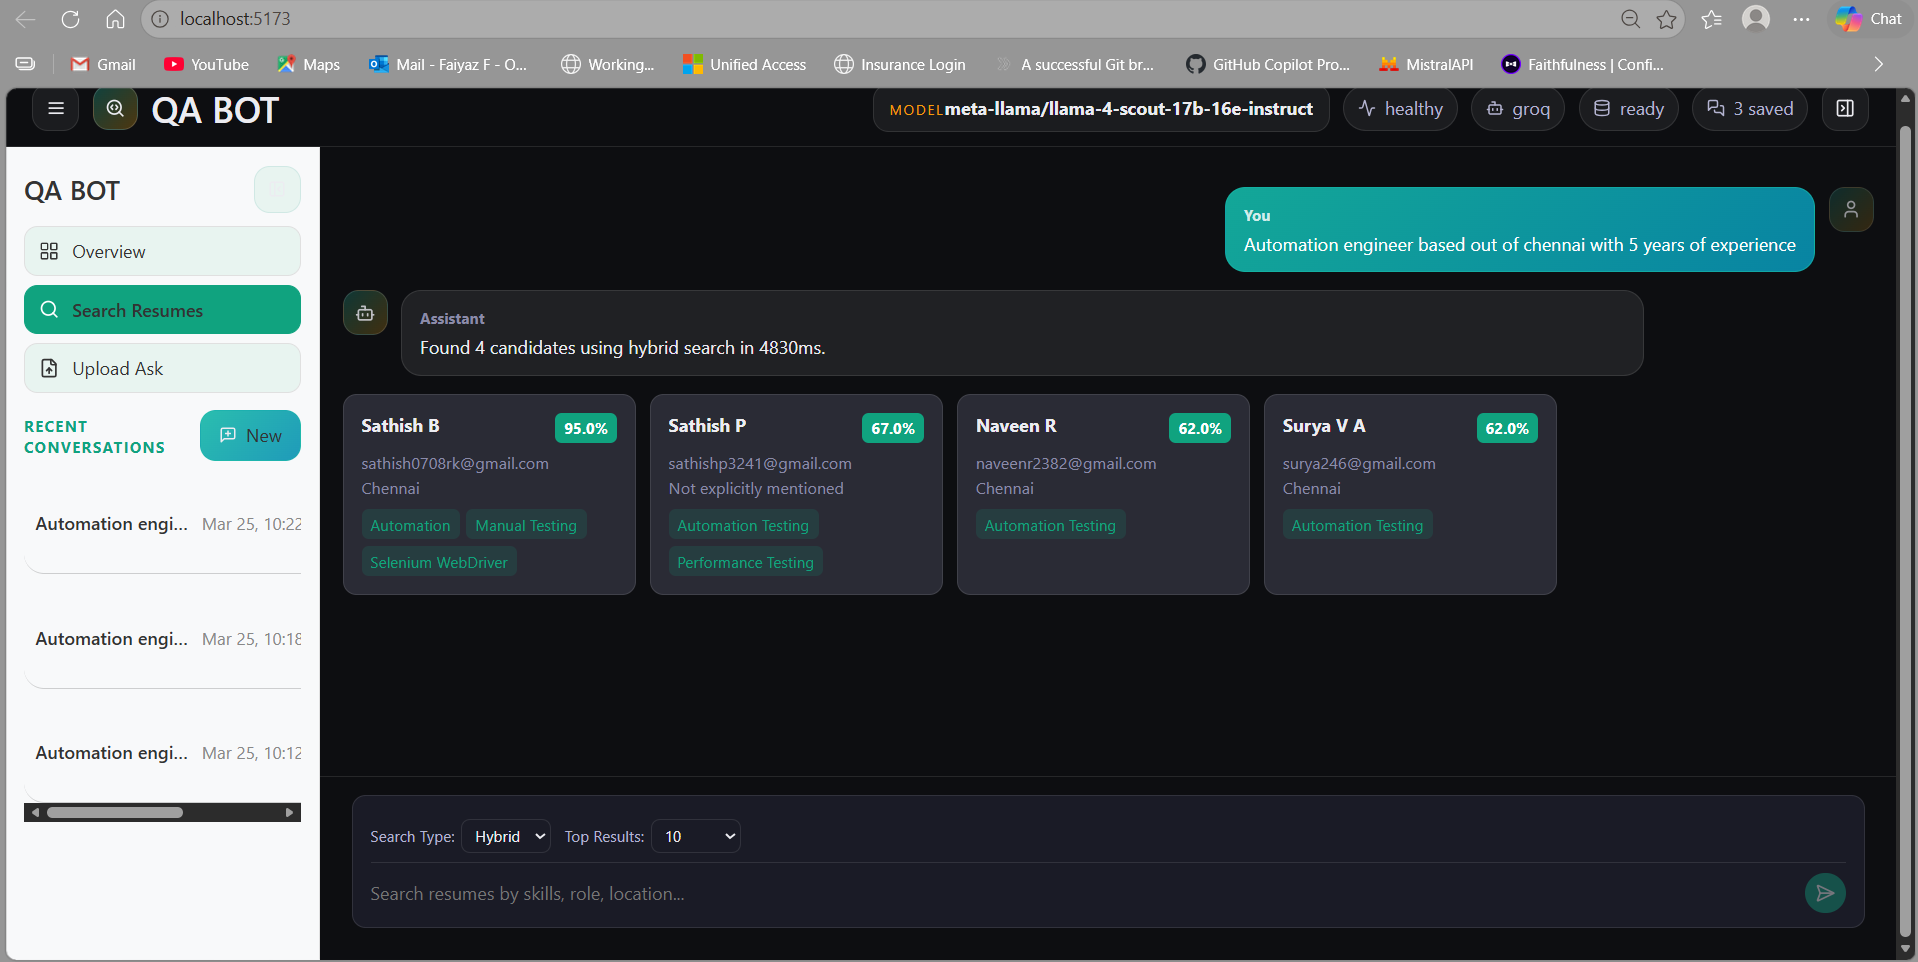 localhost:5173
Chat
Gmail
YouTube
Maps
Mail - Faiyaz F - O...
Working...
Unified Access
Insurance Login
A successful Git br...
GitHub Copilot Pro...
MistralAPI
Faithfulness | Confi...
QA BOT
MODEL meta-llama/llama-4-scout-17b-16e-instruct
healthy
groq
ready
3 saved
QA BOT
Overview
Search Resumes
Upload Ask
RECENT
CONVERSATIONS
New
Automation engi... Mar 25, 10:22
Automation engi... Mar 25, 10:18
Automation engi... Mar 25, 10:12
You
Automation engineer based out of chennai with 5 years of experience
Assistant
Found 4 candidates using hybrid search in 4830ms.
Sathish B 95.0%
sathish0708rk@gmail.com
Chennai
Automation Manual Testing
Selenium WebDriver
Sathish P 67.0%
sathishp3241@gmail.com
Not explicitly mentioned
Automation Testing
Performance Testing
Naveen R 62.0%
naveenr2382@gmail.com
Chennai
Automation Testing
Surya V A 62.0%
surya246@gmail.com
Chennai
Automation Testing
Search Type: Hybrid Top Results: 10
Search resumes by skills, role, location...